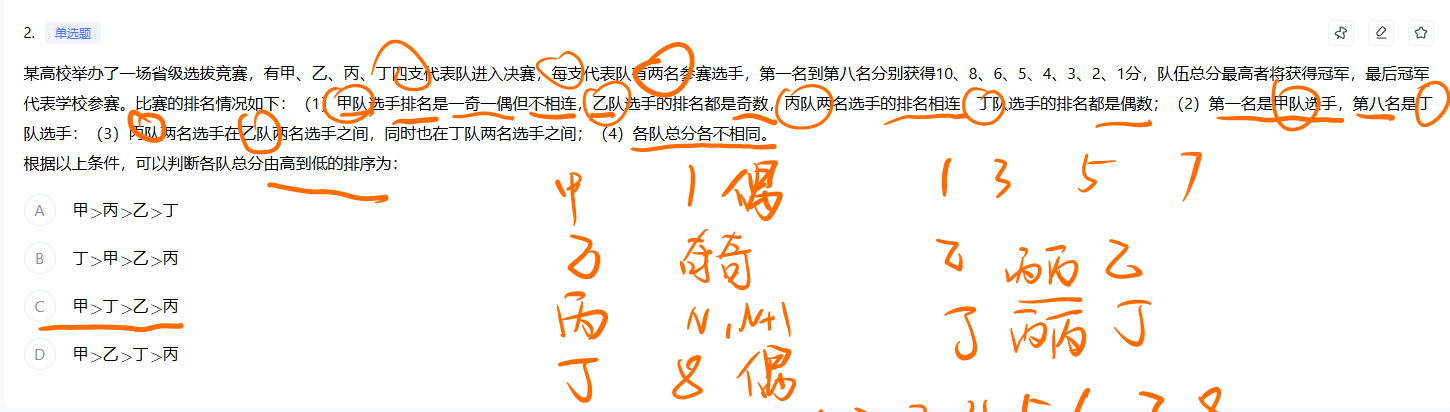 2. 单选题
某高校举办了一场省级选拔竞赛，有甲、乙、丙、丁四支代表队进入决赛，每支代表队有两名参赛选手，第一名到第八名分别获得10、8、6、5、4、3、2、1分，队伍总分最高者将获得冠军，最后冠军
代表学校参赛。比赛的排名情况如下：（1）甲队选手排名是一奇一偶但不相连，乙队选手的排名都是奇数，丙队两名选手的排名相连，丁队选手的排名都是偶数；（2）第一名是甲队选手，第八名是丁
队选手：（3）丙队两名选手在乙队两名选手之间，同时也在丁队两名选手之间；（4）各队总分各不相同。
根据以上条件，可以判断各队总分由高到低的排序为：
A 甲>丙>乙>丁
B 丁>甲>乙>丙
C 甲>丁>乙>丙
D 甲>乙>丁>丙
甲 1 偶 1 3 5 7
乙 奇奇 乙 丙丙 乙
丙 N,N+1 丁 丙丙 丁
丁 8 偶
5 6 7 8